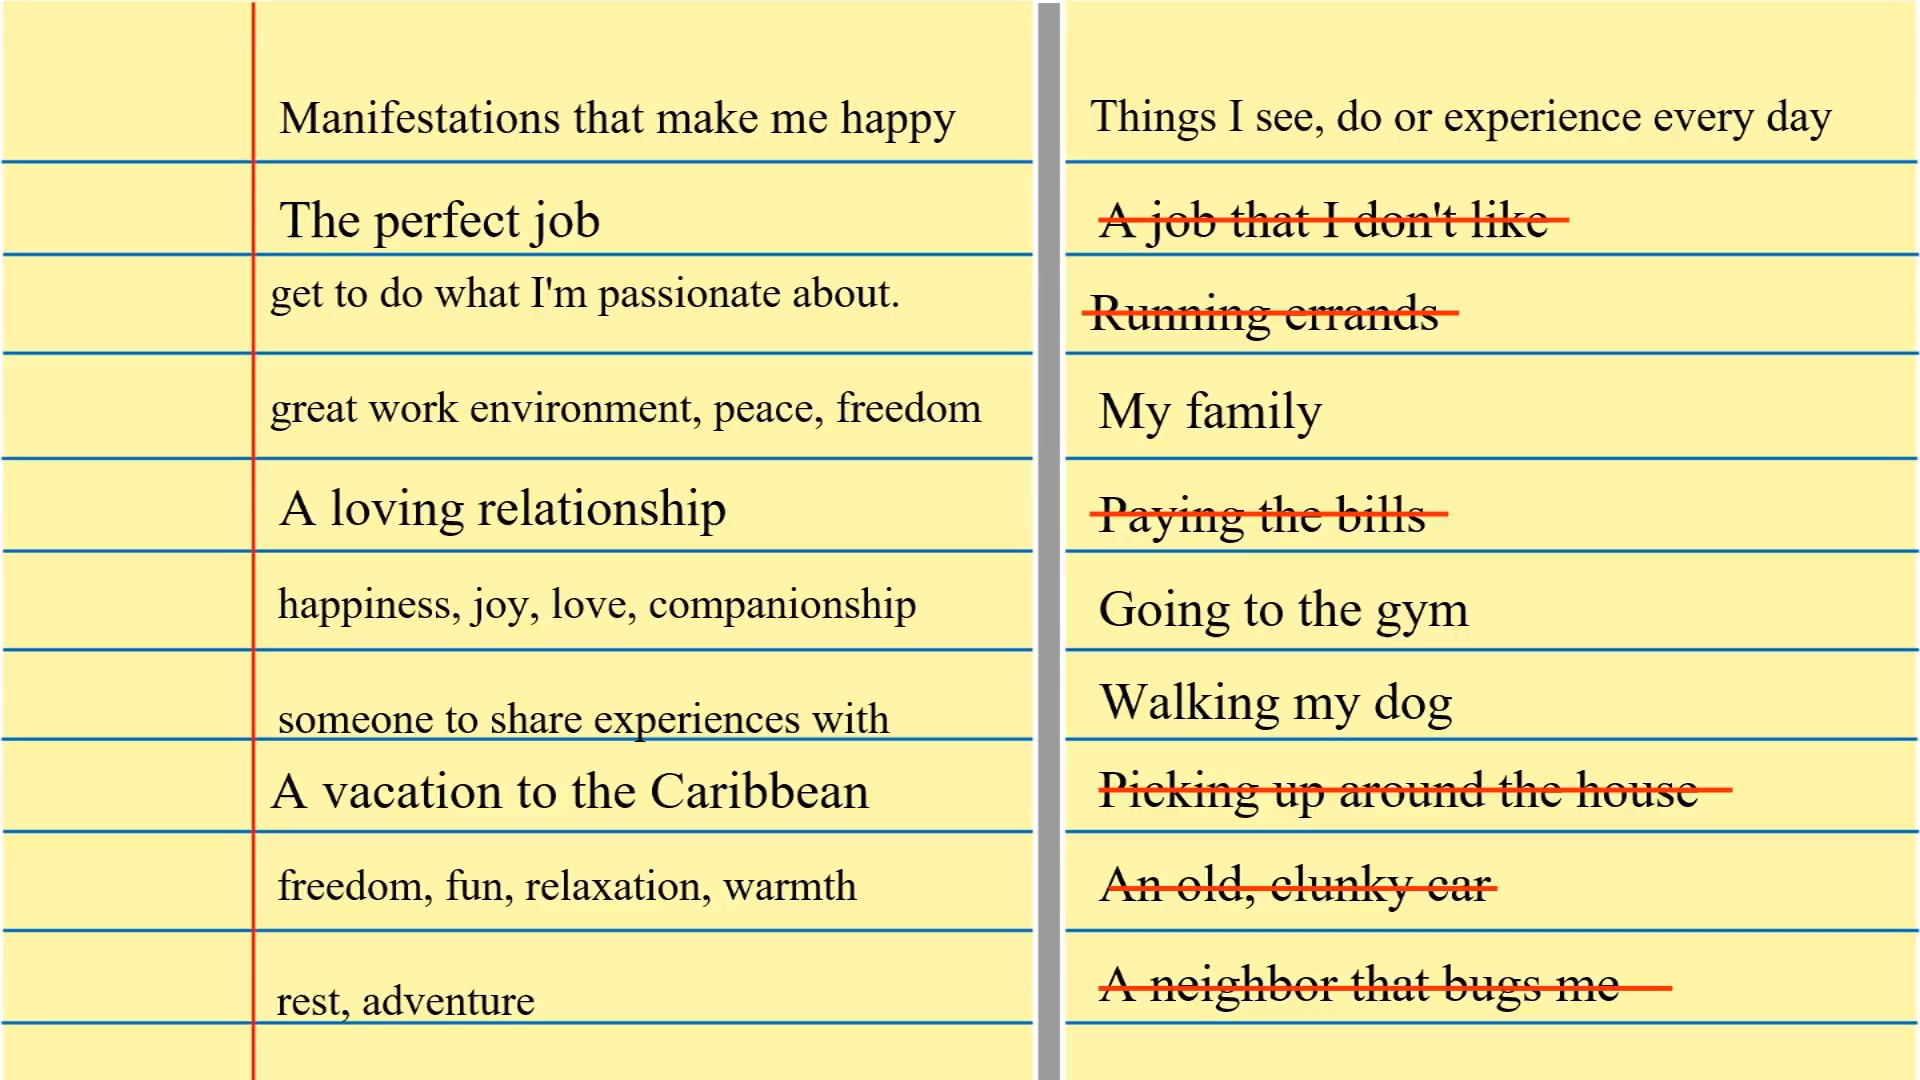 Manifestations that make me happy
The perfect job
get to do what I'm passionate about.
great work environment, peace, freedom
A loving relationship
happiness, joy, love, companionship
someone to share experiences with
A vacation to the Caribbean
freedom, fun, relaxation, warmth
rest, adventure
Things I see, do or experience every day
A job that I don't like
Running errands
My family
Paying the bills
Going to the gym
Walking my dog
Picking up around the house
An old, clunky car
A neighbor that bugs me